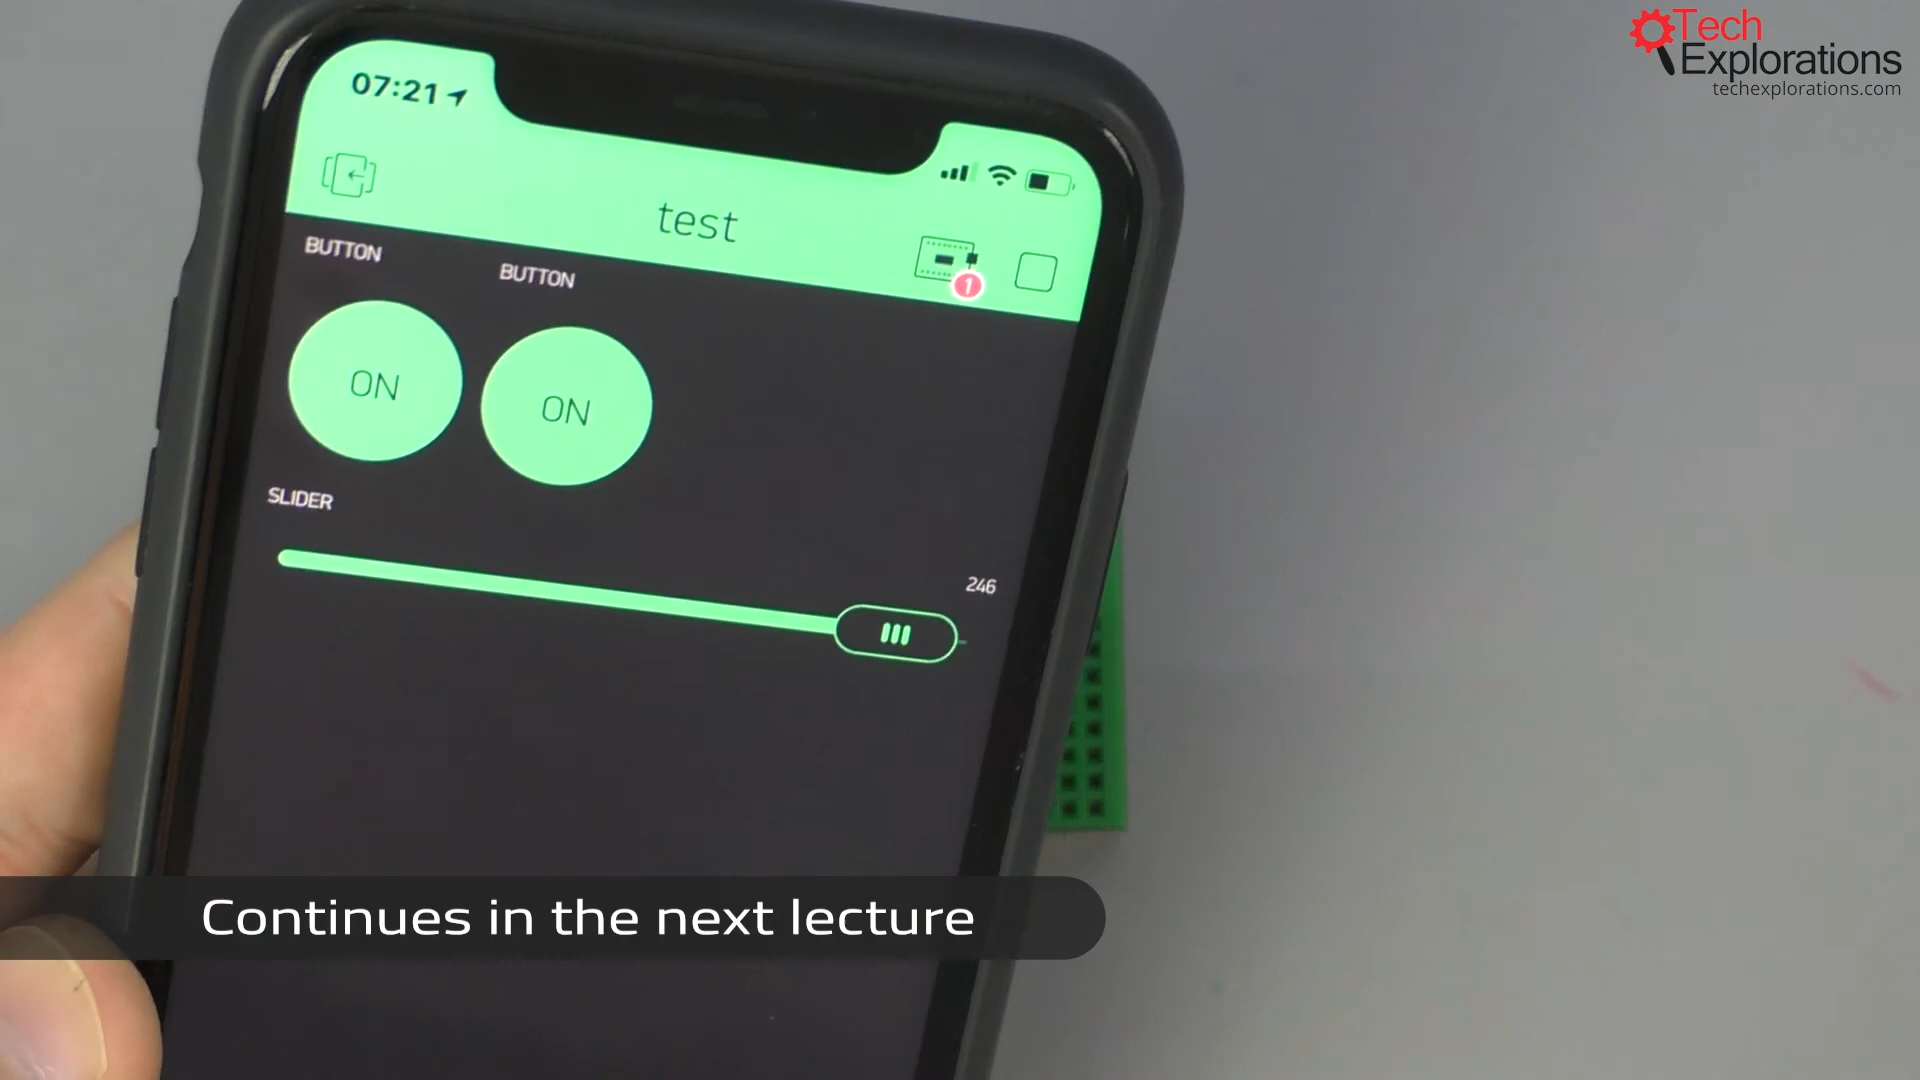 Tech
Explorations
techexplorations.com
07:21
test
1
BUTTON
BUTTON
ON
ON
SLIDER
246
Continues in the next lecture